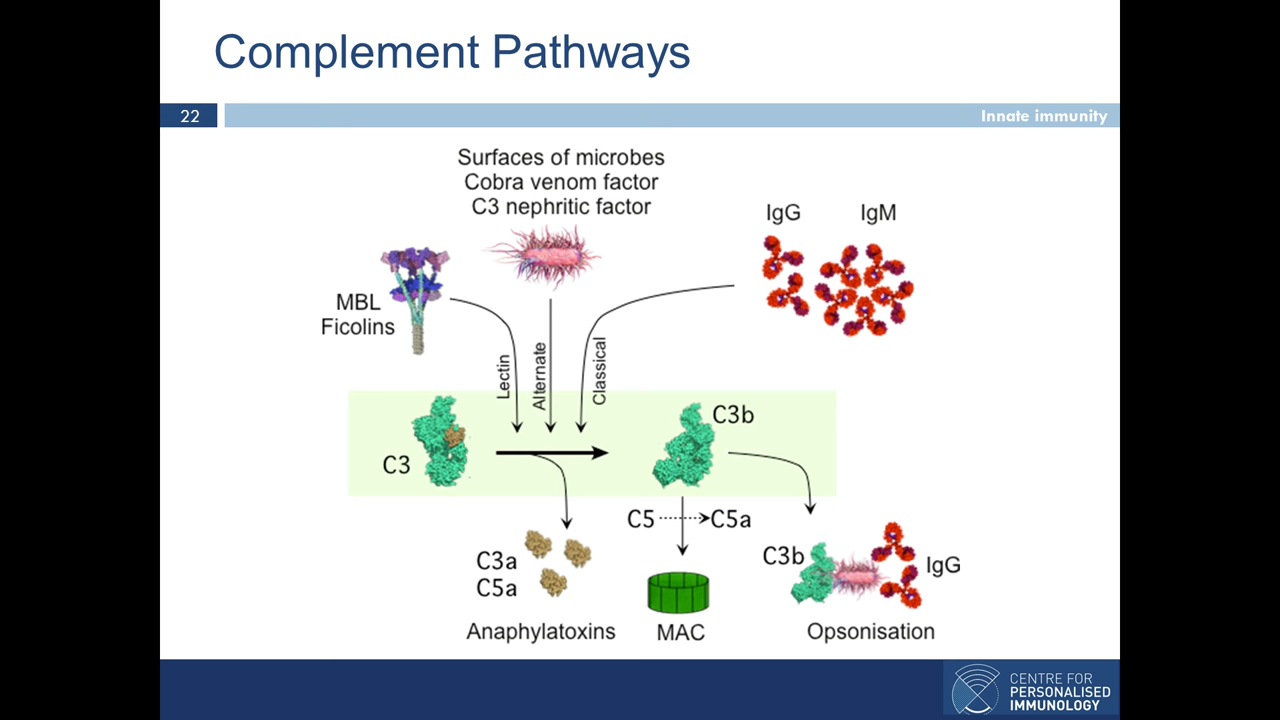 Complement Pathways
22
Innate immunity
Surfaces of microbes
Cobra venom factor
C3 nephritic factor
IgG
IgM
MBL
Ficolins
Lectin
Alternate
Classical
C3
C3b
C5
C5a
C3a
C5a
C3b
IgG
Anaphylatoxins
MAC
Opsonisation
CENTRE FOR
PERSONALISED
IMMUNOLOGY